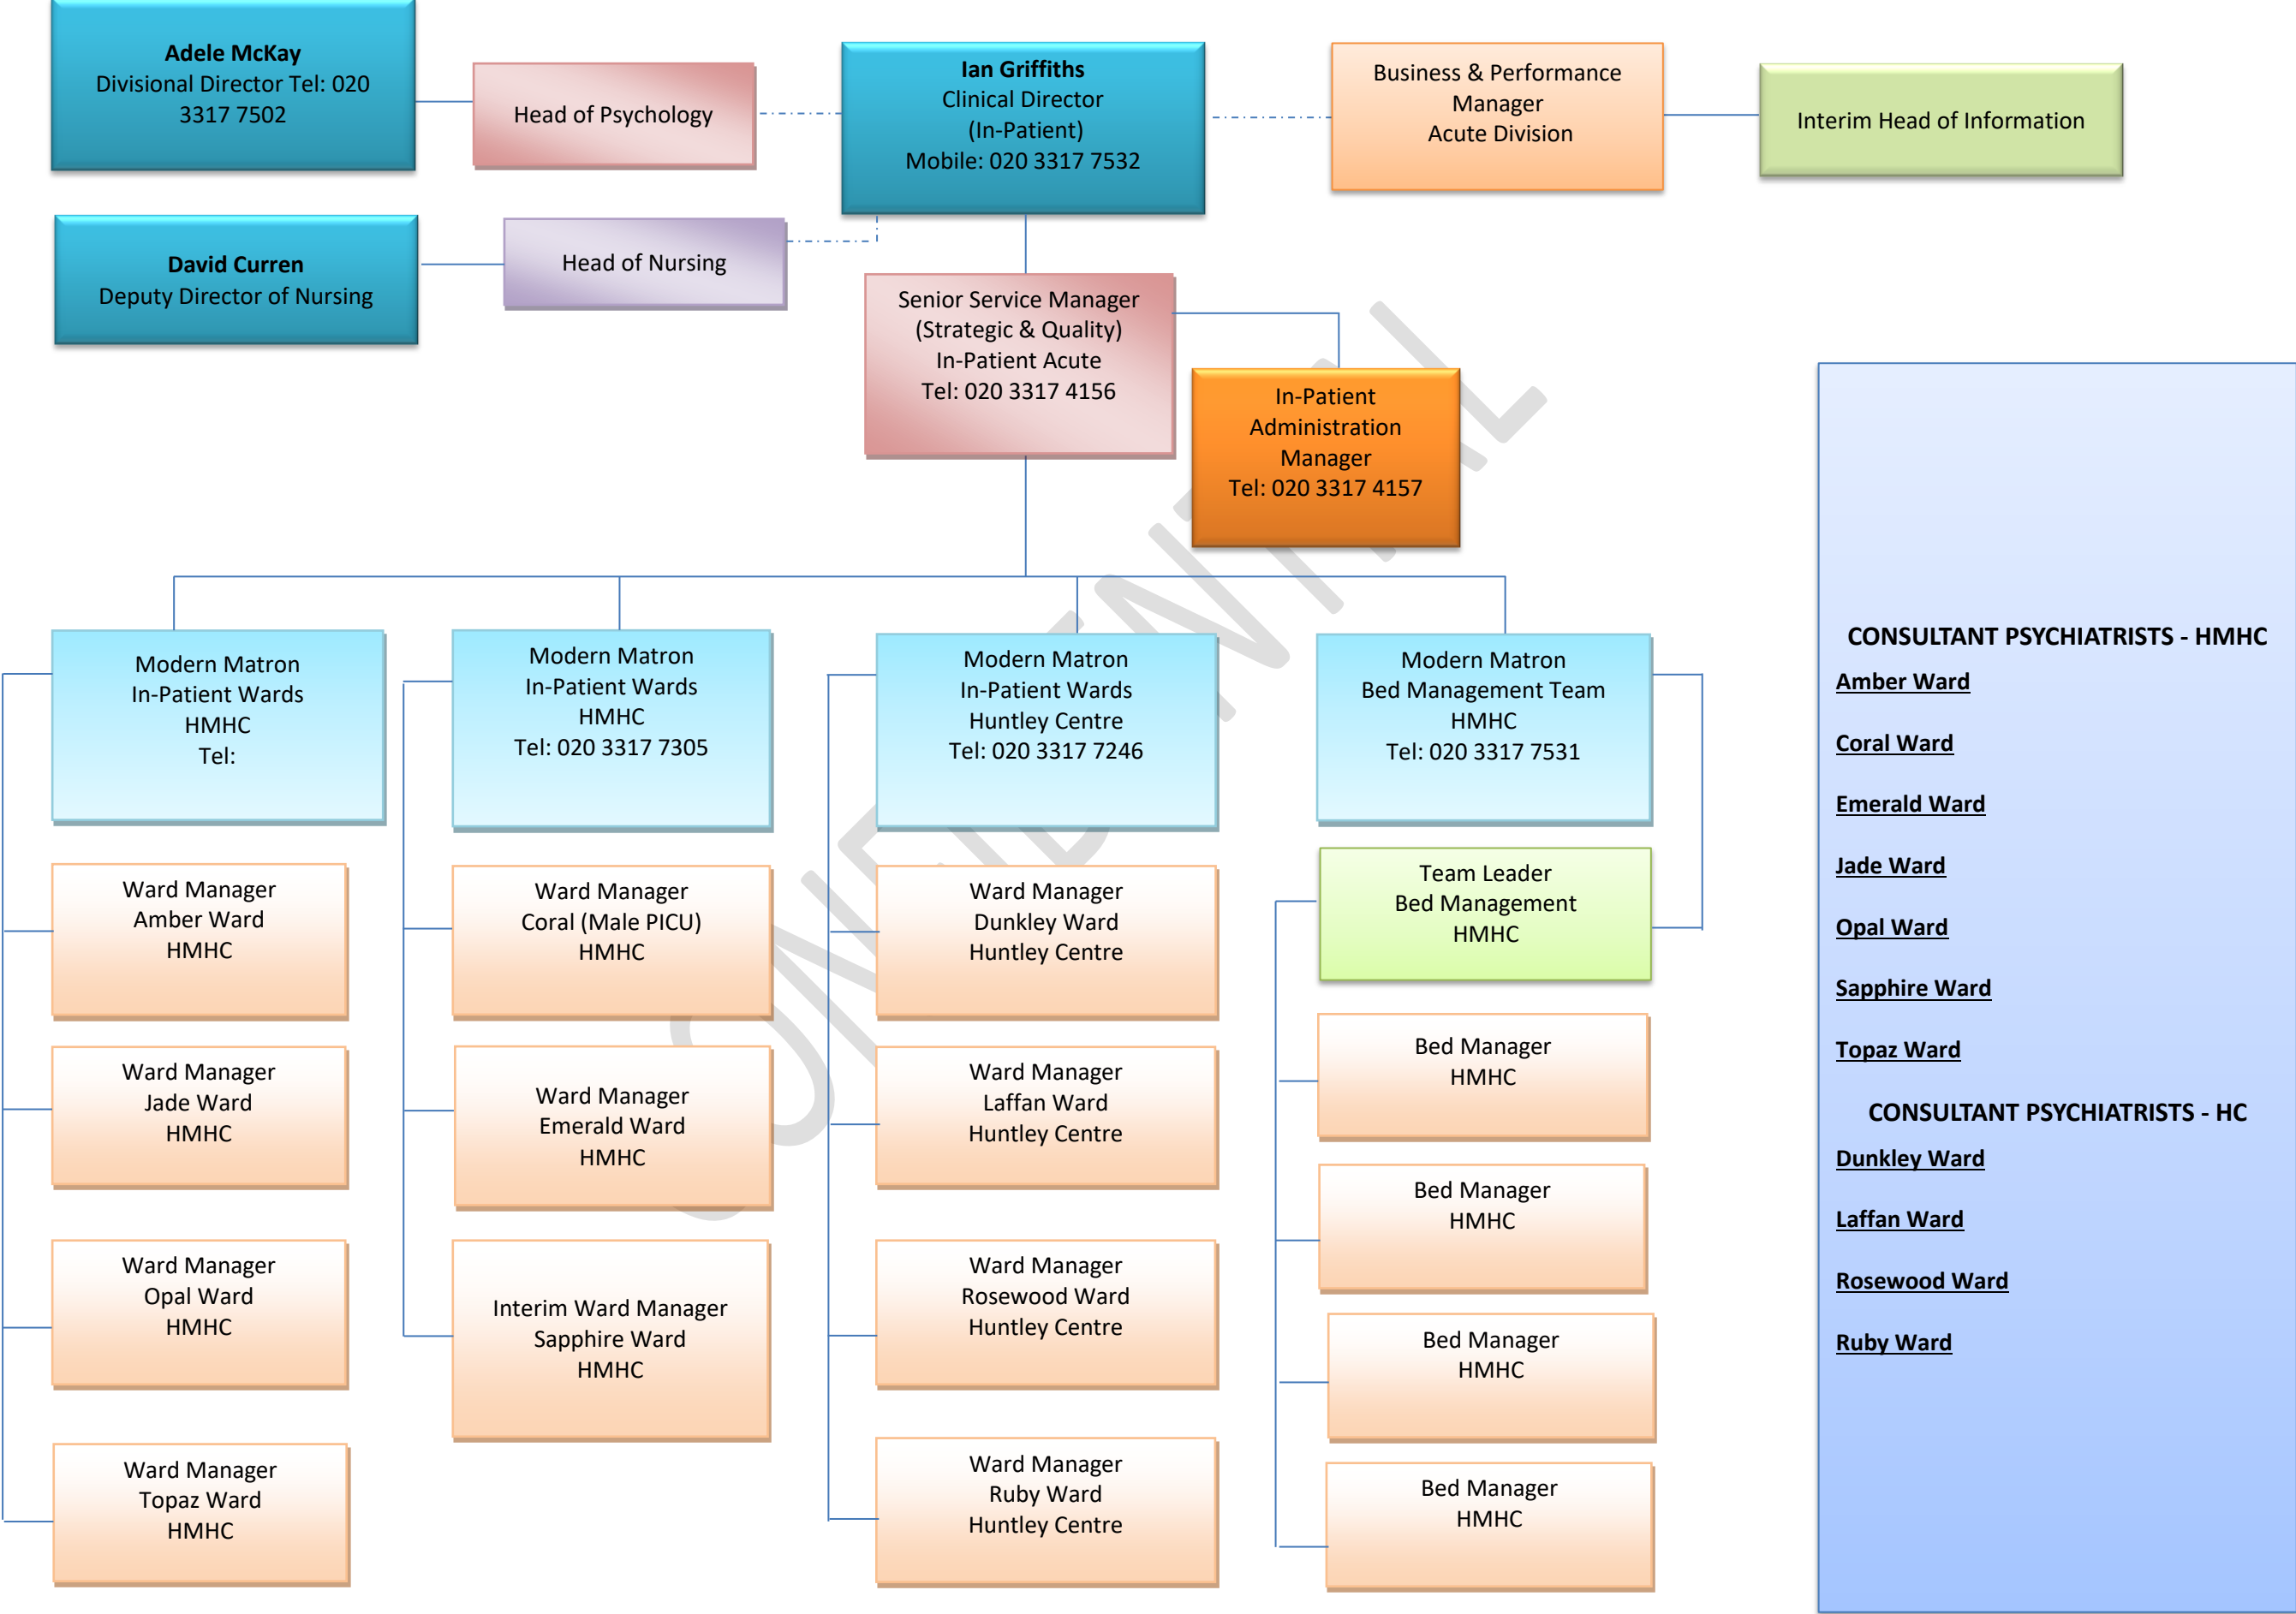 Adele McKay
Divisional Director Tel: 020
3317 7502
Head of Psychology
Ian Griffiths
Clinical Director
(In-Patient)
Mobile: 020 3317 7532
Business & Performance
Manager
Acute Division
Interim Head of Information
David Curren
Deputy Director of Nursing
Head of Nursing
Senior Service Manager
(Strategic & Quality)
In-Patient Acute
Tel: 020 3317 4156
In-Patient
Administration
Manager
Tel: 020 3317 4157
Modern Matron
In-Patient Wards
HMHC
Tel:
Modern Matron
In-Patient Wards
HMHC
Tel: 020 3317 7305
Modern Matron
In-Patient Wards
Huntley Centre
Tel: 020 3317 7246
Modern Matron
Bed Management Team
HMHC
Tel: 020 3317 7531
Ward Manager
Amber Ward
HMHC
Ward Manager
Coral (Male PICU)
HMHC
Ward Manager
Dunkley Ward
Huntley Centre
Team Leader
Bed Management
HMHC
Ward Manager
Jade Ward
HMHC
Ward Manager
Emerald Ward
HMHC
Ward Manager
Laffan Ward
Huntley Centre
Bed Manager
HMHC
Bed Manager
HMHC
Ward Manager
Opal Ward
HMHC
Interim Ward Manager
Sapphire Ward
HMHC
Ward Manager
Rosewood Ward
Huntley Centre
Bed Manager
HMHC
Ward Manager
Topaz Ward
HMHC
Ward Manager
Ruby Ward
Huntley Centre
Bed Manager
HMHC
CONSULTANT PSYCHIATRISTS - HMHC
Amber Ward
Coral Ward
Emerald Ward
Jade Ward
Opal Ward
Sapphire Ward
Topaz Ward
CONSULTANT PSYCHIATRISTS - HC
Dunkley Ward
Laffan Ward
Rosewood Ward
Ruby Ward
CONFIDENTIAL